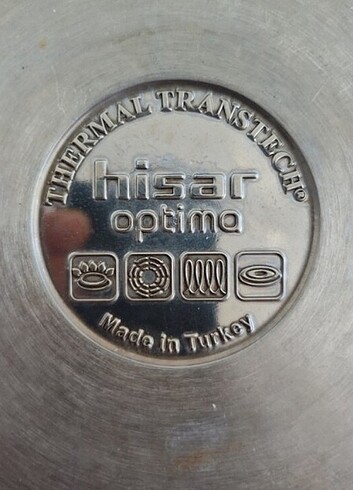 THERMAL TRANSTECH©
hisar
optima
Made in Turkey